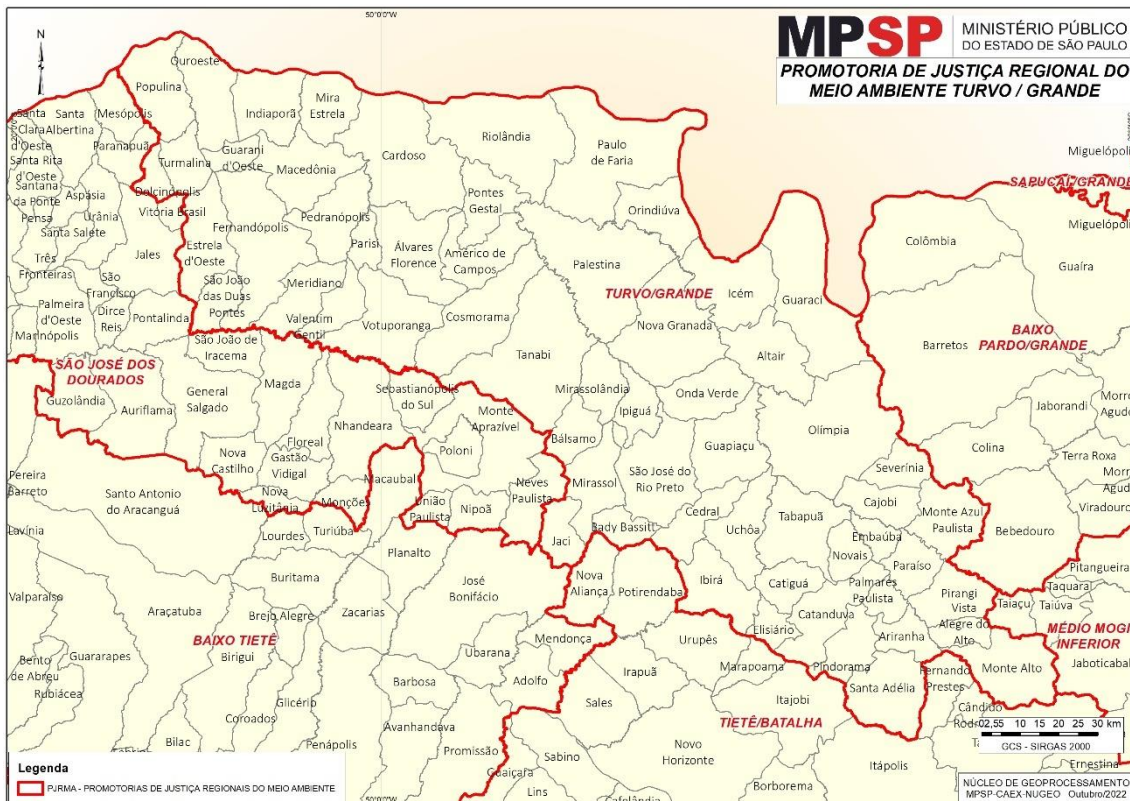 50°0'0"W
MPSP MINISTÉRIO PÚBLICO
DO ESTADO DE SÃO PAULO
PROMOTORIA DE JUSTIÇA REGIONAL DO
MEIO AMBIENTE TURVO / GRANDE
N
Ouroeste
Populina
Mesópolis
Santa
Clara
d'Oeste
Santa
Albertina
Indiaporã
Mira
Estrela
Riolândia
Cardoso
Paulo
de Faria
Miguelópolis
SAPUCAÍ/GRANDE
Miguelópolis
Paranapuã
Santa Rita
d'Oeste
Turmalina
Guarani
d'Oeste
Macedônia
Santana
da Ponte
Pensa
Aspásia
Dolcinópolis
Vitória Brasil
Urânia
Santa Salete
Fernandópolis
Pedranópolis
Parisi
Pontes
Gestal
Orindiúva
Colômbia
Guaíra
Jales
Estrela
d'Oeste
Álvares
Florence
Américo de
Campos
Palestina
Três
Fronteiras
São
Francisco
São João
das Duas
Pontes
Meridiano
TURVO/GRANDE
Icém
Guaraci
Palmeira
d'Oeste
Dirce
Reis
Pontalinda
Valentim
Gentil
Votuporanga
Cosmorama
Nova Granada
Marinópolis
São João de
Iracema
Tanabi
Altair
Barretos
BAIXO
PARDO/GRANDE
SÃO JOSÉ DOS
DOURADOS
Guzolândia
Auriflama
General
Salgado
Magda
Sebastianópolis
do Sul
Mirassolândia
Onda Verde
Ipiguá
Jaborandi
Morro
Agudo
Nhandeara
Monte
Aprazível
Olímpia
Floreal
Gastão
Vidigal
Nova
Castilho
Poloni
Bálsamo
Guapiaçu
Colina
Terra Roxa
Pereira
Barreto
Santo Antonio
do Aracanguá
Macaubal
Neves
Paulista
Mirassol
São José do
Rio Preto
Severínia
Nova
Luzitânia
Monções
União
Paulista
Nipoã
Cedral
Tabapuã
Cajobi
Monte Azul
Paulista
Bebedouro
Viradouro
Lavínia
Lourdes
Turiúba
Jaci
Bady Bassitt
Uchôa
Embaúba
Planalto
Novais
Paraíso
Pitangueira
Valparaíso
Buritama
José
Bonifácio
Nova
Aliança
Potirendaba
Ibirá
Catiguá
Palmares
Paulista
Pirangi
Taquaral
Taiaçu
Taiúva
Araçatuba
Brejo Alegre
Zacarias
Catanduva
Vista
Alegre do
Alto
BAIXO TIETÊ
Birigui
Mendonça
Urupês
Elisiário
Ariranha
MÉDIO MOGI
INFERIOR
Bento
de Abreu
Guararapes
Ubarana
Irapuã
Marapoama
Pindorama
Fernando
Prestes
Monte Alto
Jaboticabal
Rubiácea
Barbosa
Adolfo
Itajobi
Santa Adélia
Glicério
Coroados
Avanhandava
Sales
TIETÊ/BATALHA
Cândido
Bilac
Penápolis
Promissão
Sabino
Novo
Horizonte
Itápolis
Guaiçara
Lins
Ernestina
02,55 10 15 20 25 30 km
GCS - SIRGAS 2000
Legenda
PJRMA - PROMOTORIAS DE JUSTIÇA REGIONAIS DO MEIO AMBIENTE
50°0'0"W
NÚCLEO DE GEOPROCESSAMENTO
MPSP-CAEX-NUGEO Outubro/2022